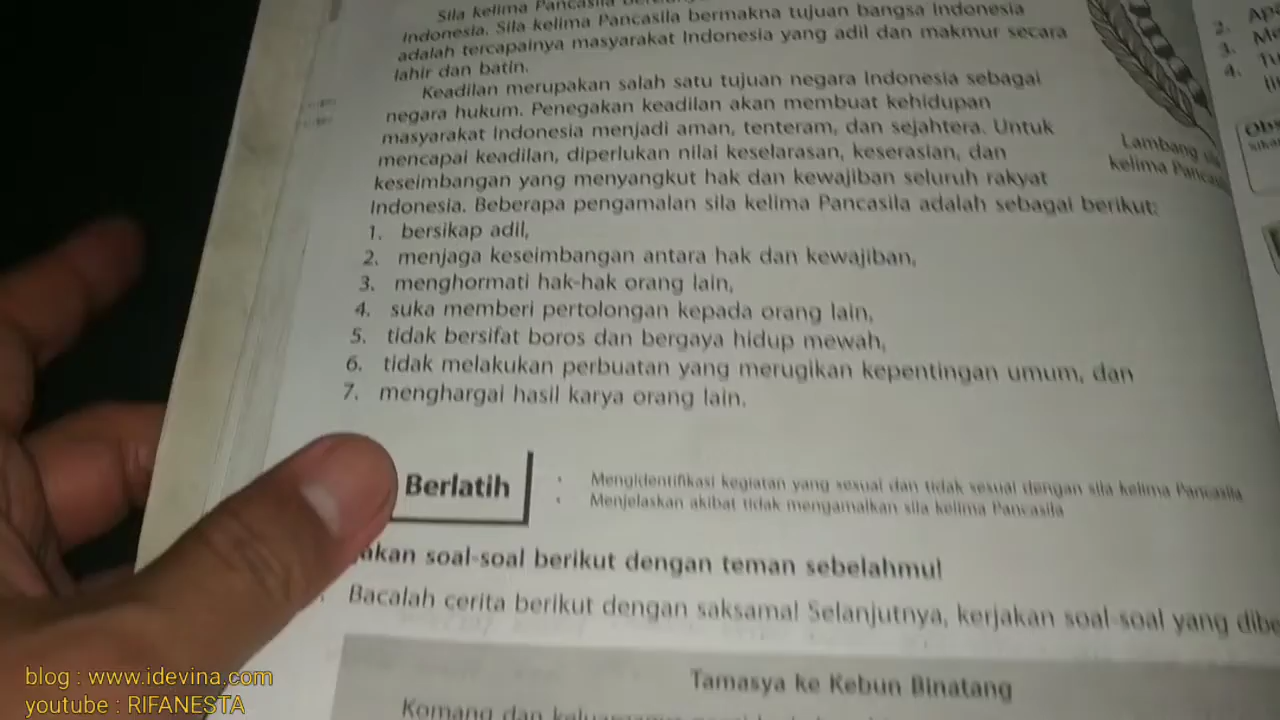 Sila kelima Pancasila
Indonesia. Sila kelima Pancasila bermakna tujuan bangsa Indonesia
adalah tercapainya masyarakat Indonesia yang adil dan makmur secara
lahir dan batin.
Keadilan merupakan salah satu tujuan negara Indonesia sebagai
negara hukum. Penegakan keadilan akan membuat kehidupan
masyarakat Indonesia menjadi aman, tenteram, dan sejahtera. Untuk
mencapai keadilan, diperlukan nilai keselarasan, keserasian, dan
keseimbangan yang menyangkut hak dan kewajiban seluruh rakyat
Indonesia. Beberapa pengamalan sila kelima Pancasila adalah sebagai berikut:
1. bersikap adil,
2. menjaga keseimbangan antara hak dan kewajiban,
3. menghormati hak-hak orang lain,
4. suka memberi pertolongan kepada orang lain,
5. tidak bersifat boros dan bergaya hidup mewah,
6. tidak melakukan perbuatan yang merugikan kepentingan umum, dan
7. menghargai hasil karya orang lain.
Lambang
kelima Pancasila
2.
3.
4.
Berlatih
• Mengidentifikasi kegiatan yang sesuai dan tidak sesuai dengan sila kelima Pancasila
• Menjelaskan akibat tidak mengamalkan sila kelima Pancasila
akan soal-soal berikut dengan teman sebelahmu!
Bacalah cerita berikut dengan saksama! Selanjutnya, kerjakan soal-soal yang dibe
Tamasya ke Kebun Binatang
Komang dan
blog : www.idevina.com
youtube : RIFANESTA